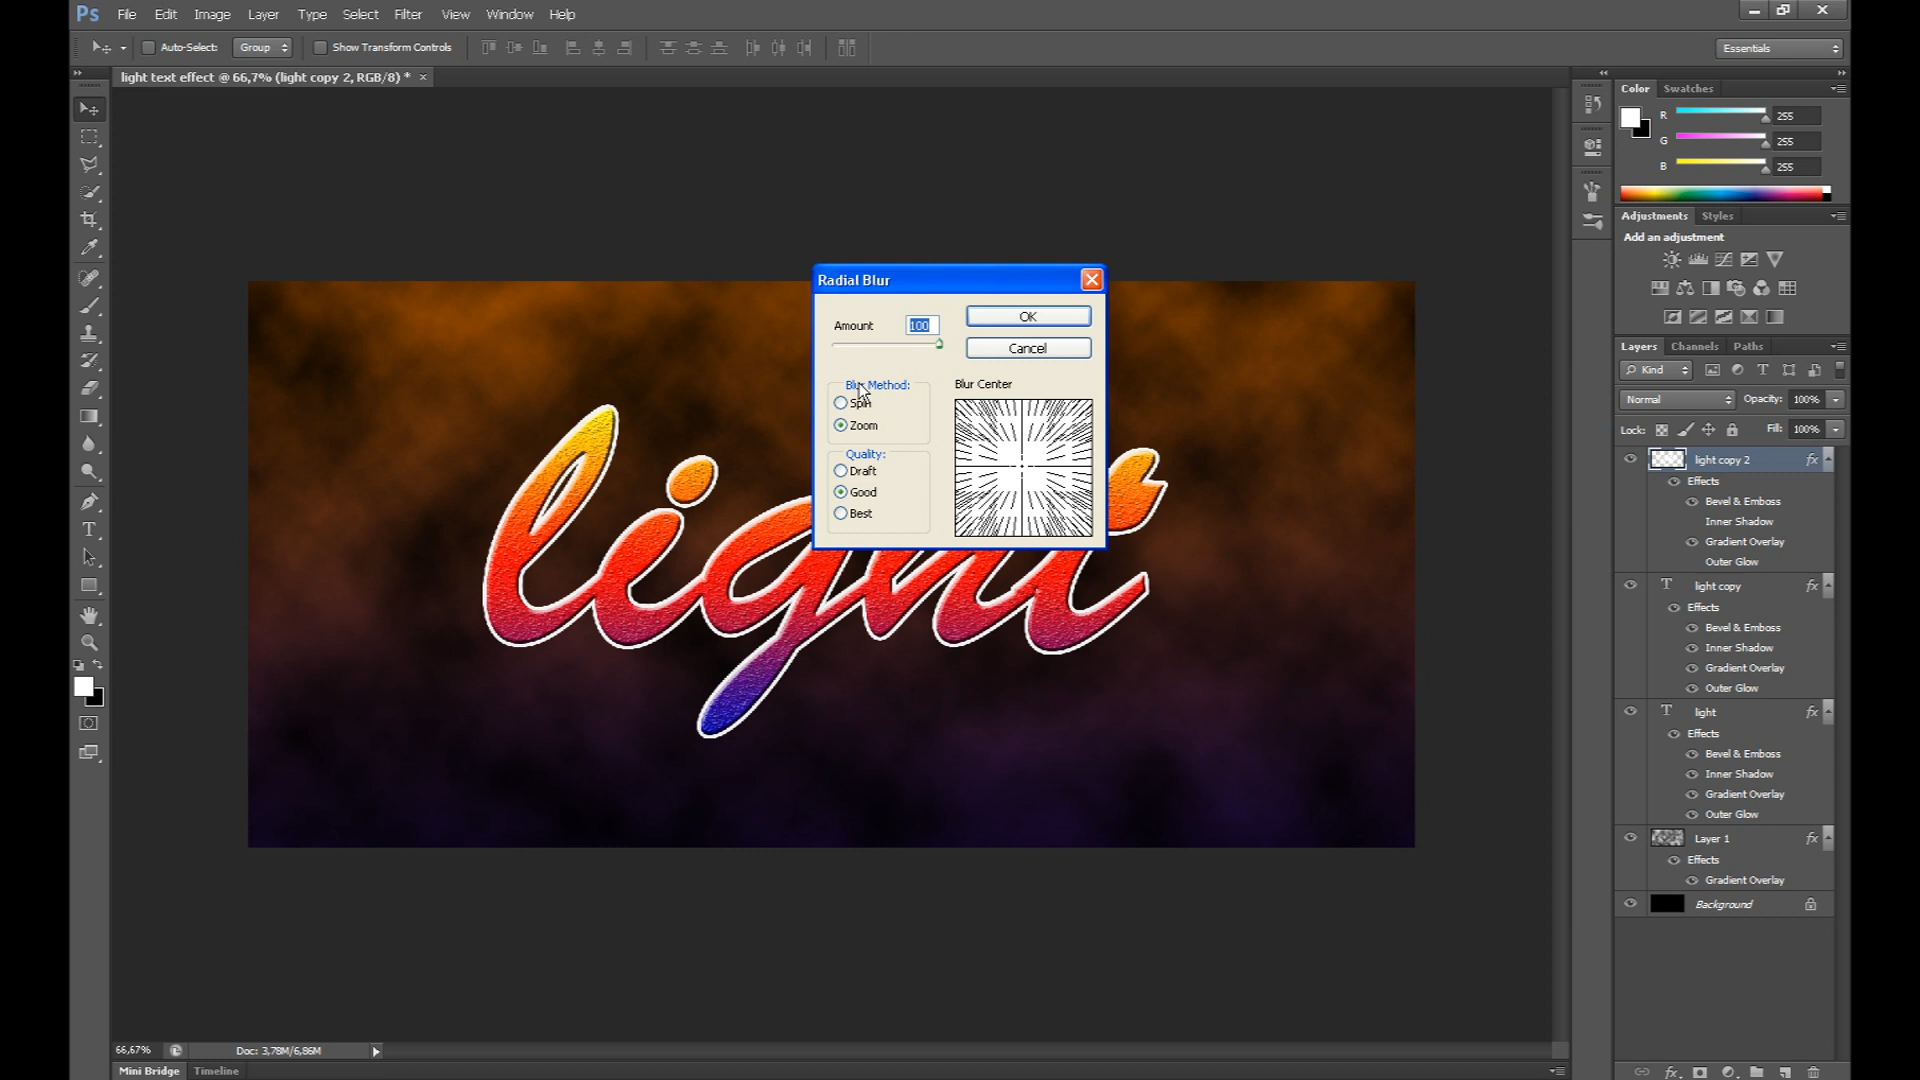 Ps File Edit Image Layer Type Select Filter View Window Help
Auto-Select: Group Show Transform Controls Essentials
light text effect @ 66,7% (light copy 2, RGB/8) * ×
Color Swatches
R 255
G 255
B 255
Adjustments Styles
Add an adjustment
Radial Blur
Amount 100
OK
Cancel
Blur Method:
Spin
Zoom
Quality:
Draft
Good
Best
Blur Center
light
Layers Channels Paths
Kind
Normal Opacity: 100%
Lock: Fill: 100%
light copy 2 fx
Effects
Bevel & Emboss
Inner Shadow
Gradient Overlay
Outer Glow
T light copy fx
Effects
Bevel & Emboss
Inner Shadow
Gradient Overlay
Outer Glow
T light fx
Effects
Bevel & Emboss
Inner Shadow
Gradient Overlay
Outer Glow
Layer 1 fx
Effects
Gradient Overlay
Background
66,67% Doc: 3,78M/6,86M
Mini Bridge Timeline